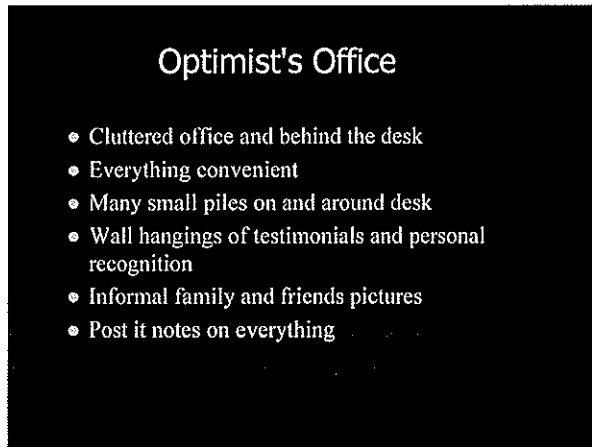 Optimist's Office
• Cluttered office and behind the desk
• Everything convenient
• Many small piles on and around desk
• Wall hangings of testimonials and personal
recognition
• Informal family and friends pictures
• Post it notes on everything